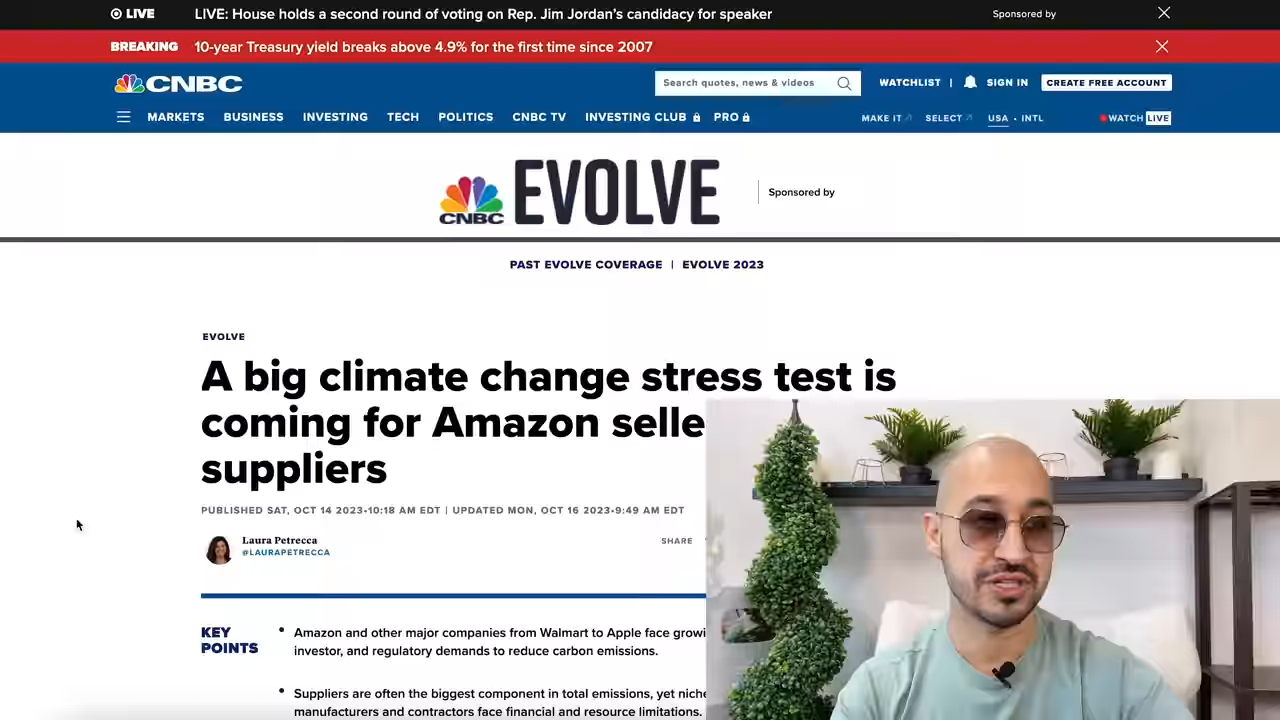 LIVE LIVE: House holds a second round of voting on Rep. Jim Jordan's candidacy for speaker Sponsored by
BREAKING 10-year Treasury yield breaks above 4.9% for the first time since 2007
CNBC Search quotes, news & videos WATCHLIST | SIGN IN CREATE FREE ACCOUNT
MARKETS BUSINESS INVESTING TECH POLITICS CNBC TV INVESTING CLUB PRO MAKE IT SELECT USA • INTL WATCH LIVE
CNBC EVOLVE Sponsored by
PAST EVOLVE COVERAGE | EVOLVE 2023
EVOLVE
A big climate change stress test is
coming for Amazon selle
suppliers
PUBLISHED SAT, OCT 14 2023•10:18 AM EDT | UPDATED MON, OCT 16 2023•9:49 AM EDT
Laura Petrecca
@LAURAPETRECCA
SHARE
KEY
POINTS
• Amazon and other major companies from Walmart to Apple face growi
investor, and regulatory demands to reduce carbon emissions.
• Suppliers are often the biggest component in total emissions, yet niche
manufacturers and contractors face financial and resource limitations.